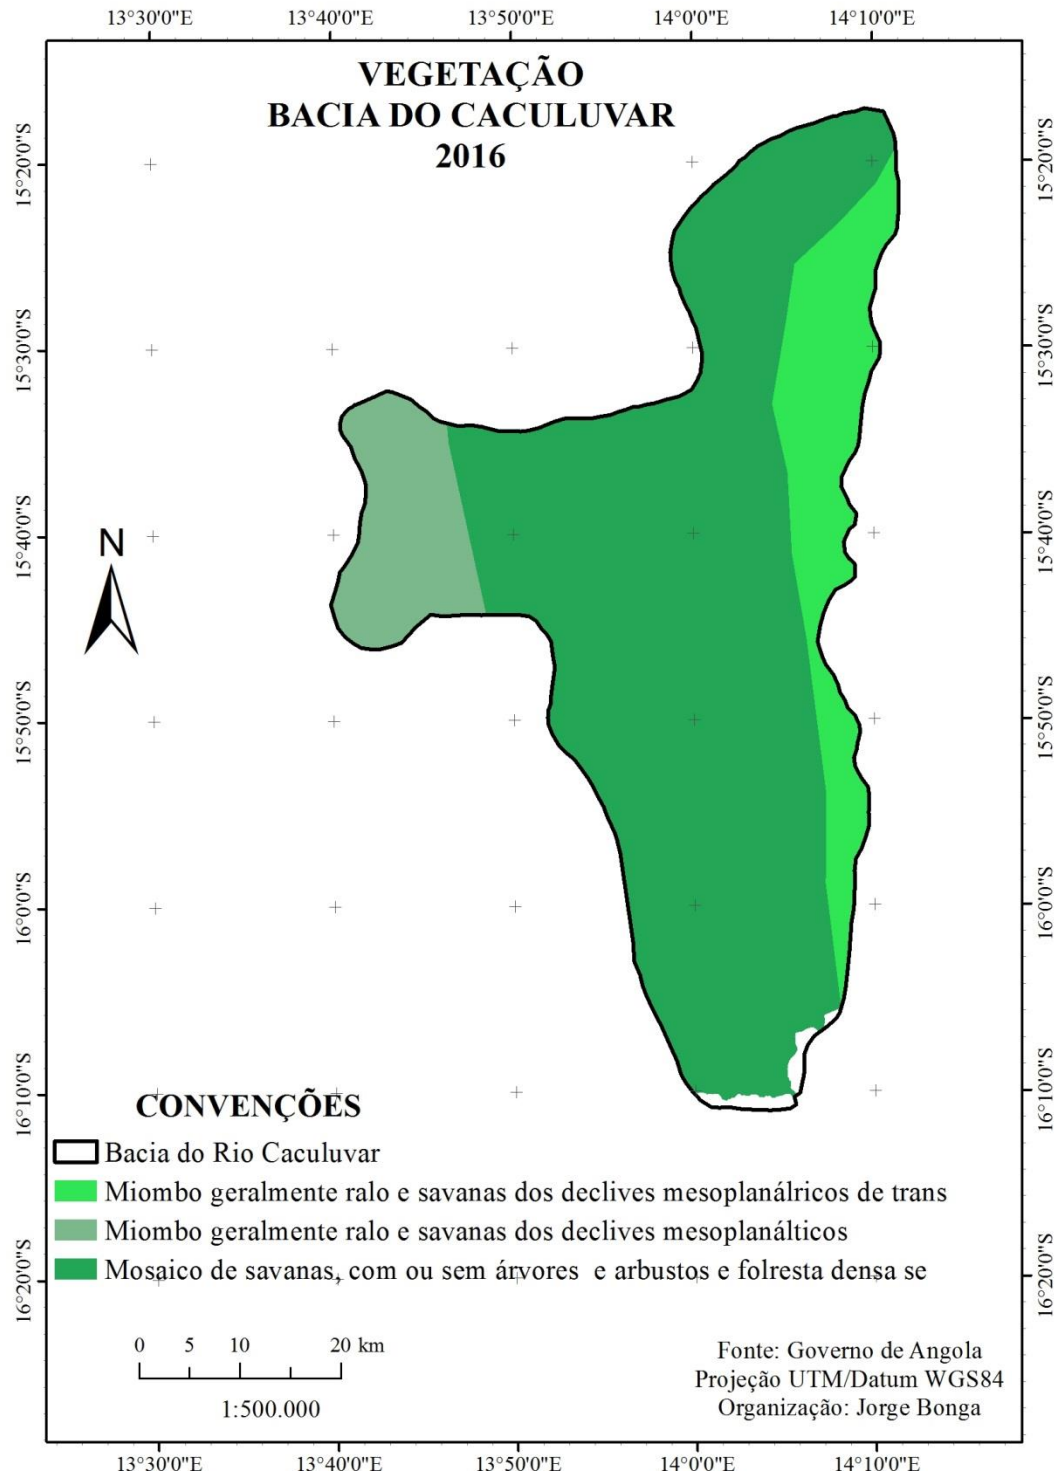 13°30'0"E 13°40'0"E 13°50'0"E 14°0'0"E 14°10'0"E
VEGETAÇÃO
BACIA DO CACULUVAR
2016
15°20'0"S 15°20'0"S
15°30'0"S 15°30'0"S
15°40'0"S 15°40'0"S
N
15°50'0"S 15°50'0"S
16°0'0"S 16°0'0"S
16°10'0"S 16°10'0"S
CONVENÇÕES
Bacia do Rio Caculuvar
Miombo geralmente ralo e savanas dos declives mesoplanálricos de trans
Miombo geralmente ralo e savanas dos declives mesoplanálticos
Mosaico de savanas, com ou sem árvores e arbustos e folresta densa se
16°20'0"S 16°20'0"S
0 5 10 20 km
1:500.000
Fonte: Governo de Angola
Projeção UTM/Datum WGS84
Organização: Jorge Bonga
13°30'0"E 13°40'0"E 13°50'0"E 14°0'0"E 14°10'0"E